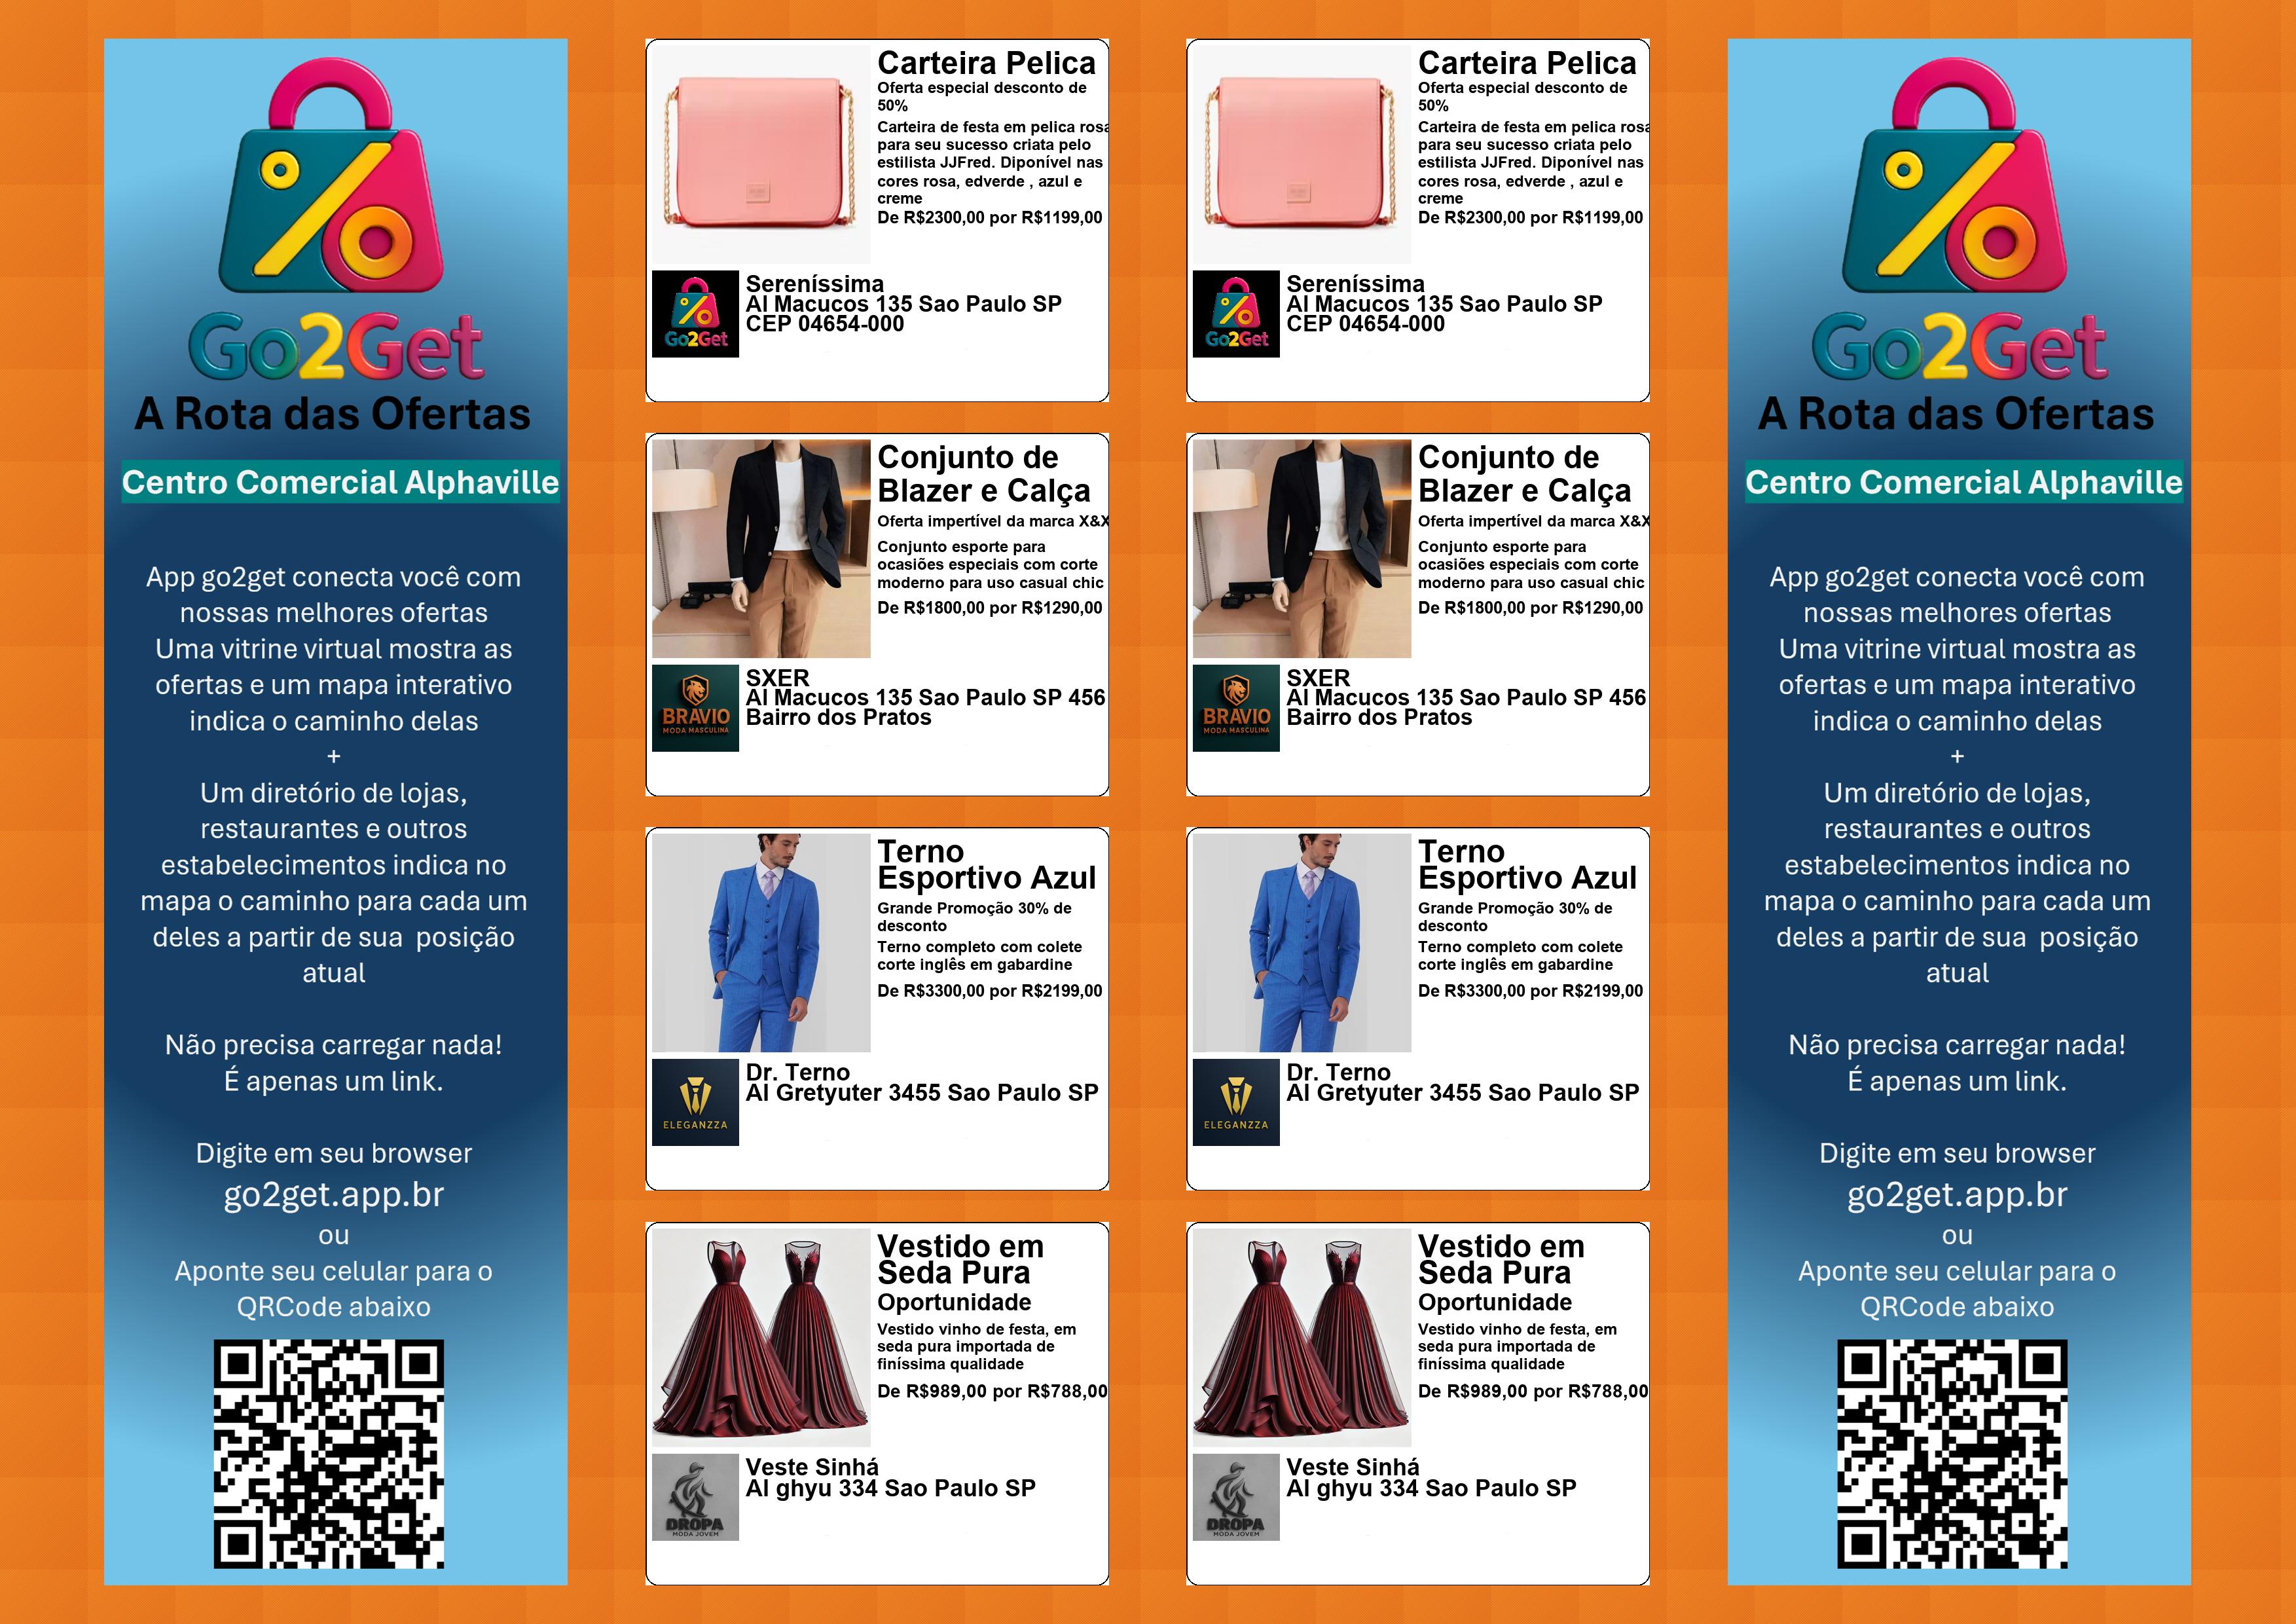 Go2Get
A Rota das Ofertas
Centro Comercial Alphaville
App go2get conecta você com
nossas melhores ofertas
Uma vitrine virtual mostra as
ofertas e um mapa interativo
indica o caminho delas
+
Um diretório de lojas,
restaurantes e outros
estabelecimentos indica no
mapa o caminho para cada um
deles a partir de sua posição
atual
Não precisa carregar nada!
É apenas um link.
Digite em seu browser
go2get.app.br
ou
Aponte seu celular para o
QRCode abaixo
Carteira Pelica
Oferta especial desconto de
50%
Carteira de festa em pelica rosa
para seu sucesso criata pelo
estilista JJFred. Diponível nas
cores rosa, edverde , azul e
creme
De R$2300,00 por R$1199,00
Go2Get
Sereníssima
Al Macucos 135 Sao Paulo SP
CEP 04654-000
Conjunto de
Blazer e Calça
Oferta impertível da marca X&X
Conjunto esporte para
ocasiões especiais com corte
moderno para uso casual chic
De R$1800,00 por R$1290,00
BRAVIO
MODA MASCULINA
SXER
Al Macucos 135 Sao Paulo SP 456
Bairro dos Pratos
Terno
Esportivo Azul
Grande Promoção 30% de
desconto
Terno completo com colete
corte inglês em gabardine
De R$3300,00 por R$2199,00
ELEGANZZA
Dr. Terno
Al Gretyuter 3455 Sao Paulo SP
Vestido em
Seda Pura
Oportunidade
Vestido vinho de festa, em
seda pura importada de
finíssima qualidade
De R$989,00 por R$788,00
DROPA
MODA JOVEM
Veste Sinhá
Al ghyu 334 Sao Paulo SP
Carteira Pelica
Oferta especial desconto de
50%
Carteira de festa em pelica rosa
para seu sucesso criata pelo
estilista JJFred. Diponível nas
cores rosa, edverde , azul e
creme
De R$2300,00 por R$1199,00
Go2Get
Sereníssima
Al Macucos 135 Sao Paulo SP
CEP 04654-000
Conjunto de
Blazer e Calça
Oferta impertível da marca X&X
Conjunto esporte para
ocasiões especiais com corte
moderno para uso casual chic
De R$1800,00 por R$1290,00
BRAVIO
MODA MASCULINA
SXER
Al Macucos 135 Sao Paulo SP 456
Bairro dos Pratos
Terno
Esportivo Azul
Grande Promoção 30% de
desconto
Terno completo com colete
corte inglês em gabardine
De R$3300,00 por R$2199,00
ELEGANZZA
Dr. Terno
Al Gretyuter 3455 Sao Paulo SP
Vestido em
Seda Pura
Oportunidade
Vestido vinho de festa, em
seda pura importada de
finíssima qualidade
De R$989,00 por R$788,00
DROPA
MODA JOVEM
Veste Sinhá
Al ghyu 334 Sao Paulo SP
Go2Get
A Rota das Ofertas
Centro Comercial Alphaville
App go2get conecta você com
nossas melhores ofertas
Uma vitrine virtual mostra as
ofertas e um mapa interativo
indica o caminho delas
+
Um diretório de lojas,
restaurantes e outros
estabelecimentos indica no
mapa o caminho para cada um
deles a partir de sua posição
atual
Não precisa carregar nada!
É apenas um link.
Digite em seu browser
go2get.app.br
ou
Aponte seu celular para o
QRCode abaixo